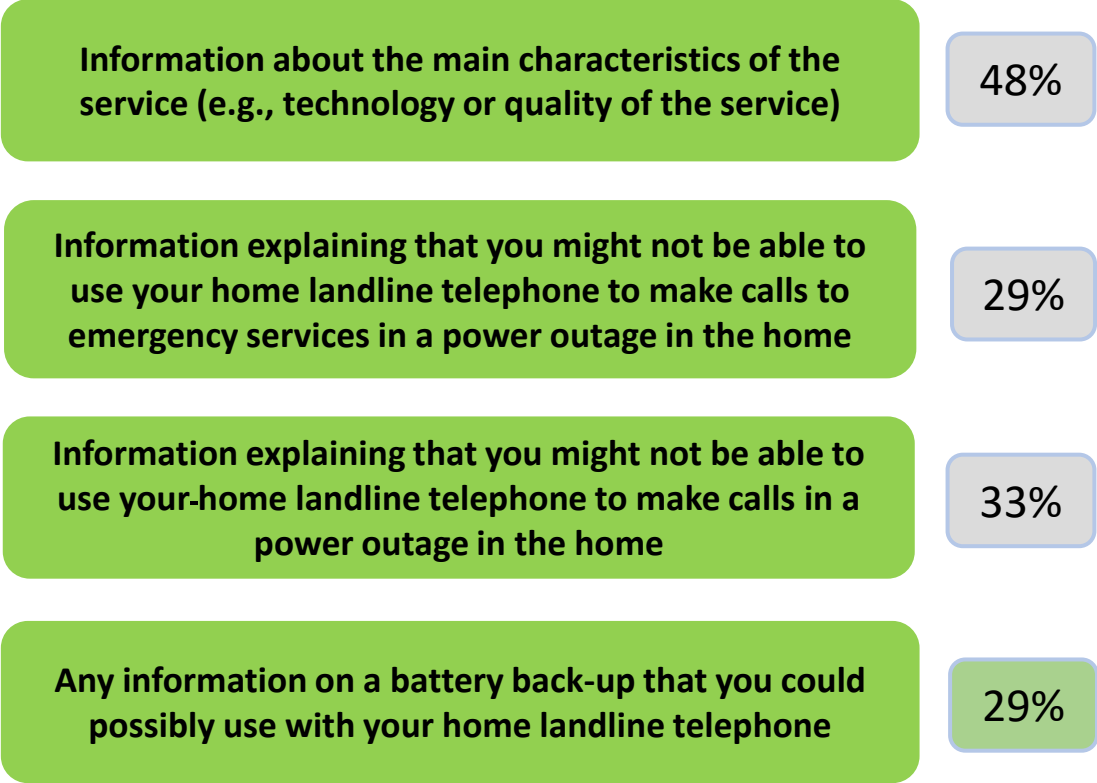 Information about the main characteristics of the
service (e.g., technology or quality of the service)
48%
Information explaining that you might not be able to
use your home landline telephone to make calls to
emergency services in a power outage in the home
29%
Information explaining that you might not be able to
use your-home landline telephone to make calls in a
power outage in the home
33%
Any information on a battery back-up that you could
possibly use with your home landline telephone
29%